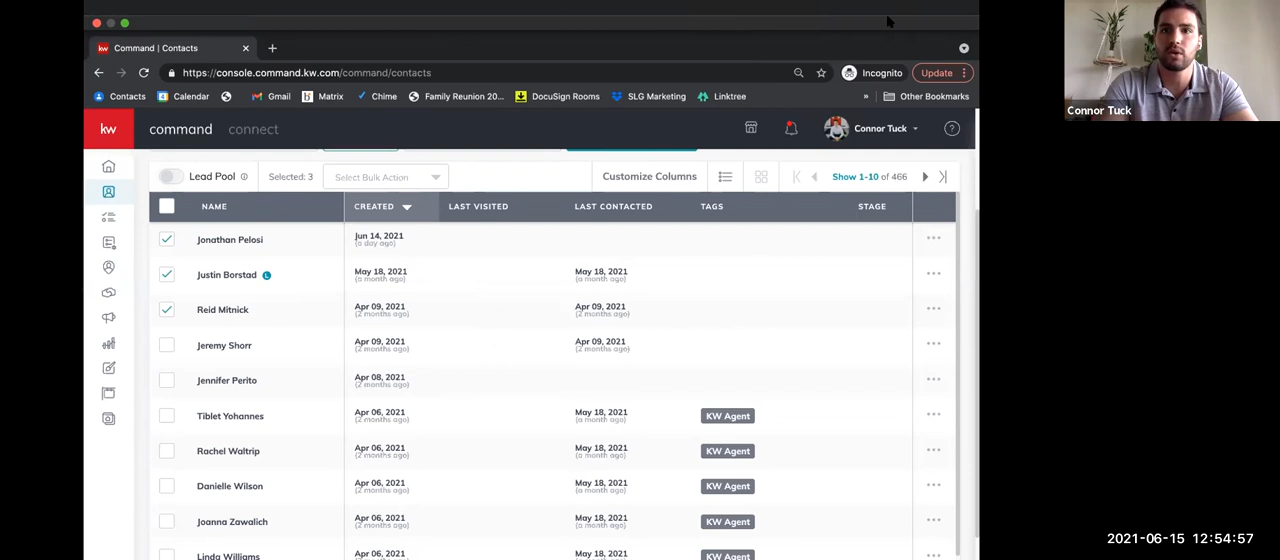 kw Command | Contacts
https://console.command.kw.com/command/contacts Incognito Update
Contacts Calendar Gmail Matrix Chime Family Reunion 20... DocuSign Rooms SLG Marketing Linktree » Other Bookmarks
kw command connect Connor Tuck ?
Lead Pool Selected: 3 Select Bulk Action Customize Columns Show 1-10 of 466
NAME CREATED LAST VISITED LAST CONTACTED TAGS STAGE
Jonathan Pelosi Jun 14, 2021
(a day ago)
Justin Borstad L May 18, 2021 May 18, 2021
(a month ago) (a month ago)
Reid Mitnick Apr 09, 2021 Apr 09, 2021
(2 months ago) (2 months ago)
Jeremy Shorr Apr 09, 2021 Apr 09, 2021
(2 months ago) (2 months ago)
Jennifer Perito Apr 08, 2021
(2 months ago)
Tiblet Yohannes Apr 06, 2021 May 18, 2021 KW Agent
(2 months ago) (a month ago)
Rachel Waltrip Apr 06, 2021 May 18, 2021 KW Agent
(2 months ago) (a month ago)
Danielle Wilson Apr 06, 2021 May 18, 2021 KW Agent
(2 months ago) (a month ago)
Joanna Zawalich Apr 06, 2021 May 18, 2021 KW Agent
(2 months ago) (a month ago)
Linda Williams Apr 06, 2021 May 18, 2021 KW Agent
Connor Tuck
2021-06-15 12:54:57